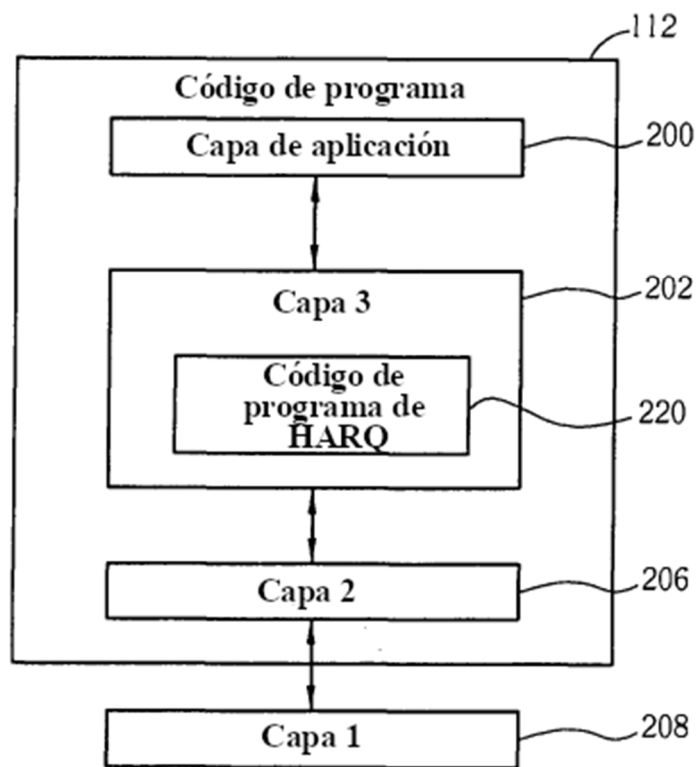 112
Código de programa
Capa de aplicación
200
Capa 3
202
Código de
programa de
HARQ
220
Capa 2
206
Capa 1
208